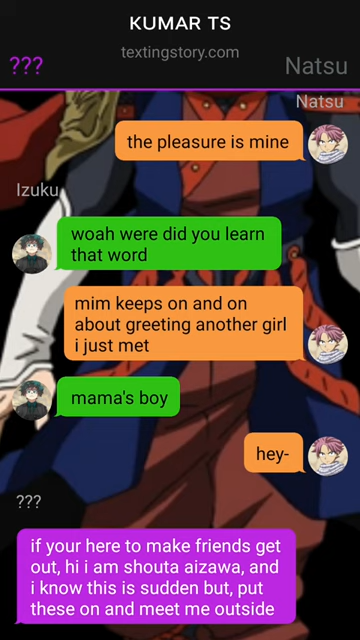 KUMAR TS
textingstory.com
???
Natsu
Natsu
the pleasure is mine
Izuku
woah were did you learn
that word
mim keeps on and on
about greeting another girl
i just met
mama's boy
hey-
???
if your here to make friends get
out, hi i am shouta aizawa, and
i know this is sudden but, put
these on and meet me outside